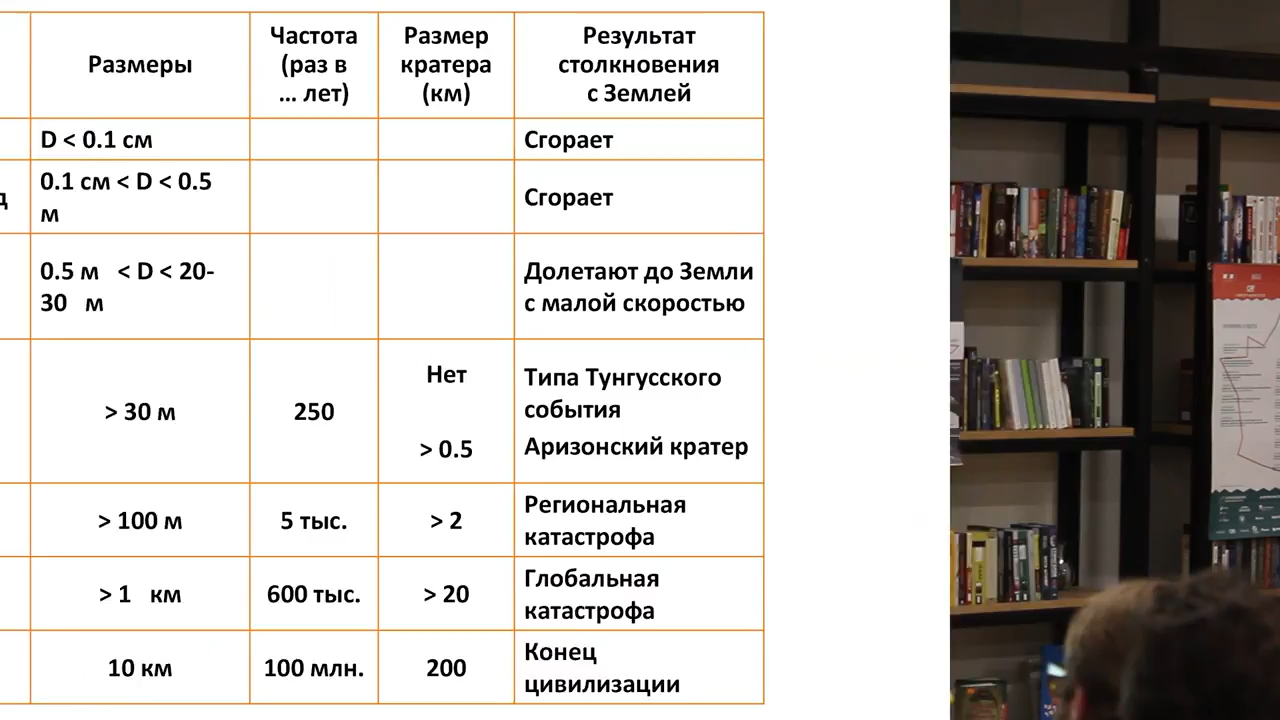 Размеры
Частота
(раз в
... лет)
Размер
кратера
(км)
Результат
столкновения
с Землей
D < 0.1 см
Сгорает
0.1 см < D < 0.5
м
Сгорает
0.5 м < D < 20-
30 м
Долетают до Земли
с малой скоростью
> 30 м
250
Нет
> 0.5
Типа Тунгусского
события
Аризонский кратер
> 100 м
5 тыс.
> 2
Региональная
катастрофа
> 1 км
600 тыс.
> 20
Глобальная
катастрофа
10 км
100 млн.
200
Конец
цивилизации